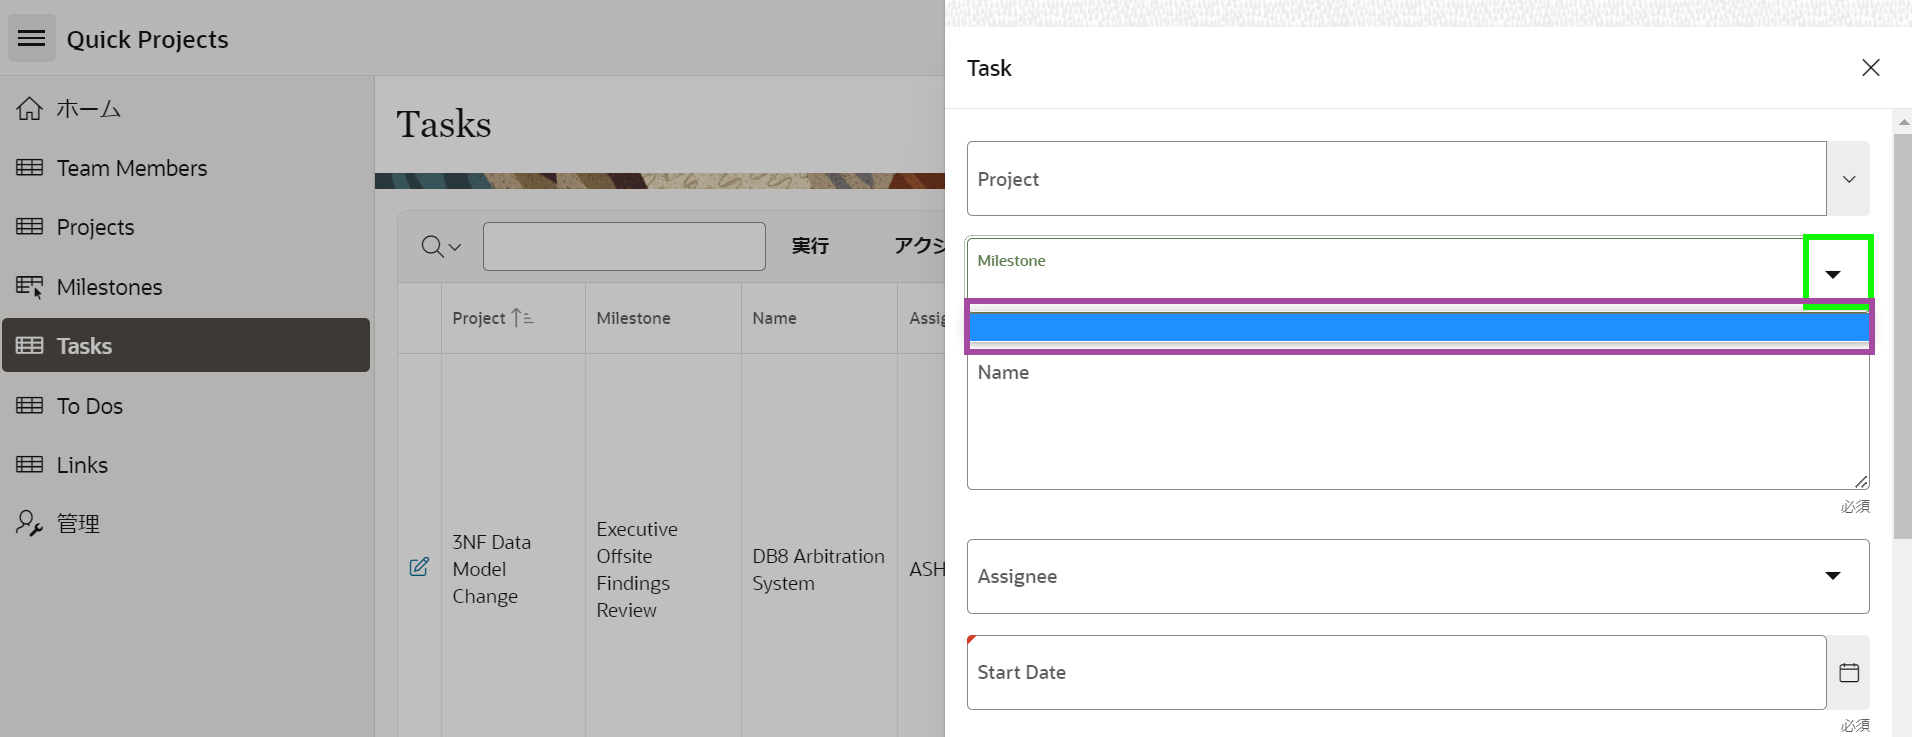 Quick Projects
ホーム
Team Members
Projects
Milestones
Tasks
To Dos
Links
管理
Tasks
実行
アクシ
Project
Milestone
Name
Assig
3NF Data
Model
Change
Executive
Offsite
Findings
Review
DB8 Arbitration
System
ASH
Task
Project
Milestone
Name
必須
Assignee
Start Date
必須